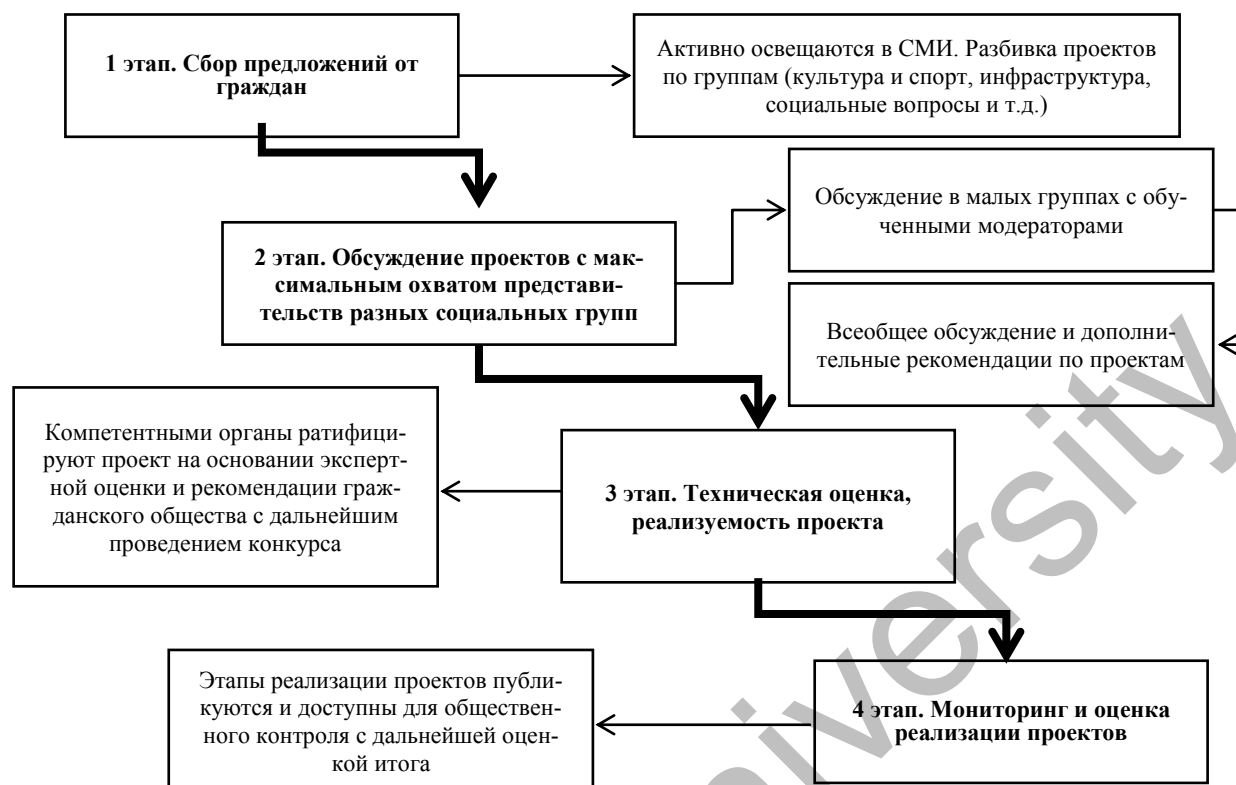 1 этап. Сбор предложений от
граждан
Активно освещаются в СМИ. Разбивка проектов
по группам (культура и спорт, инфраструктура,
социальные вопросы и т.д.)
Обсуждение в малых группах с обу-
ченными модераторами
2 этап. Обсуждение проектов с мак-
симальным охватом представи-
тельств разных социальных групп
Всеобщее обсуждение и дополни-
тельные рекомендации по проектам
Компетентными органы ратифици-
ируют проект на основании эксперт-
ной оценки и рекомендации граж-
данского общества с дальнейшим
проведением конкурса
3 этап. Техническая оценка,
реализуемость проекта
Этапы реализации проектов публи-
куются и доступны для обществен-
ного контроля с дальнейшей оцен-
кой итога
4 этап. Мониторинг и оценка
реализации проектов
university